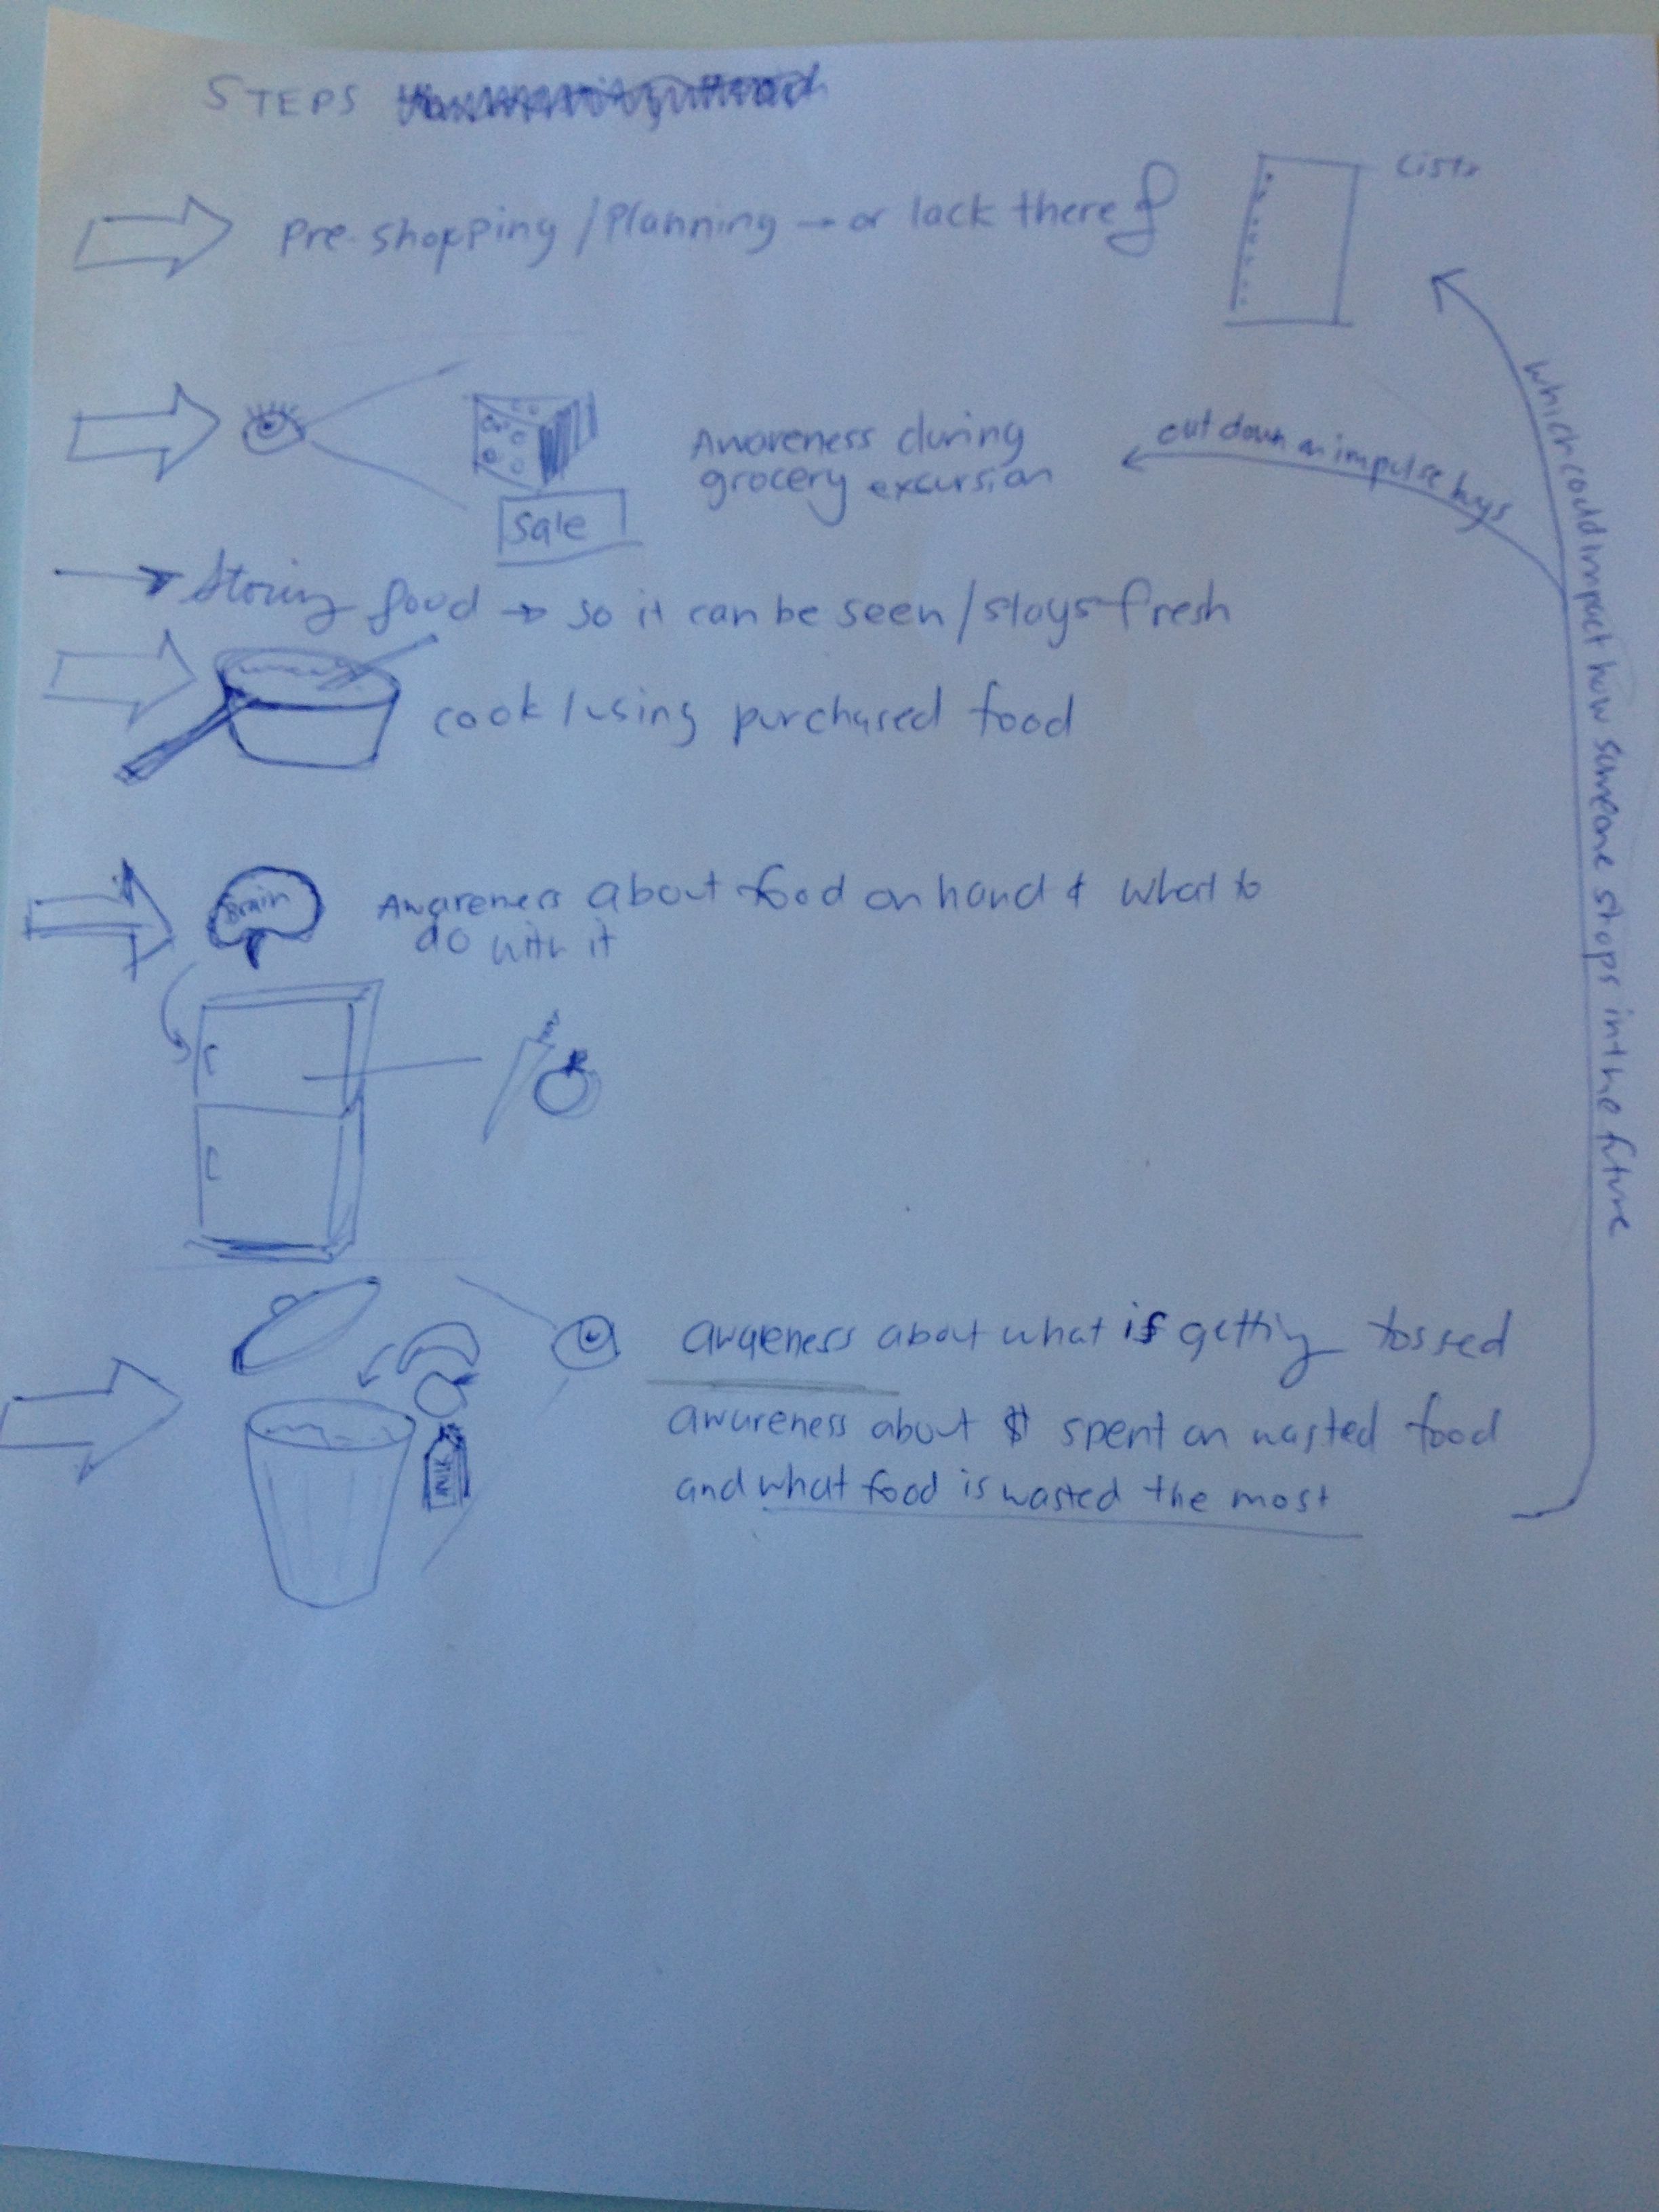 STEPS
Pre-shopping / Planning → or lack there of
Lists
Awareness during
grocery excursion
cut down on impulse buys
Sale
→ Storing food → so it can be seen / stays fresh
cook / using purchased food
Brain
Awareness about food on hand & what to
do with it
awareness about what is getting tossed
awareness about $ spent on wasted food
and what food is wasted the most
MILK
which could impact how someone shops in the future